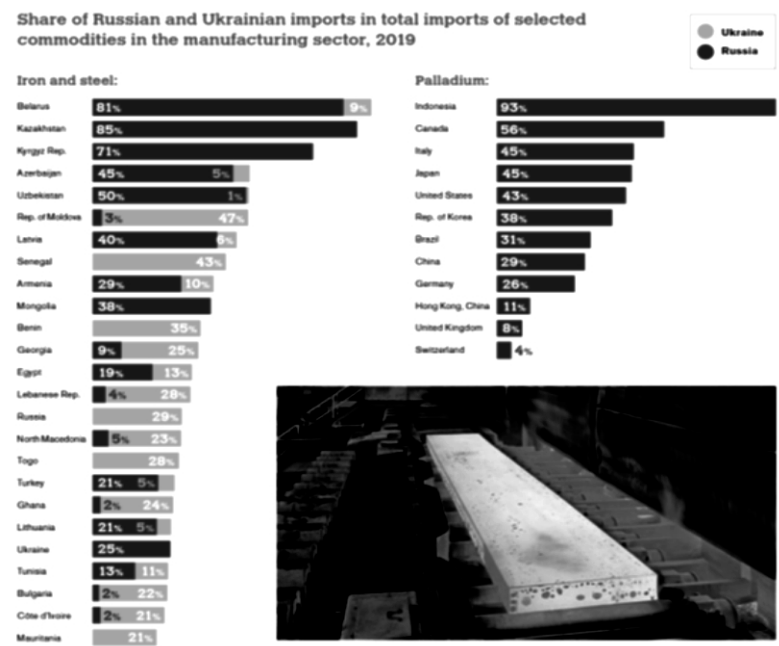 Share of Russian and Ukrainian imports in total imports of selected
commodities in the manufacturing sector, 2019
Ukraine
Russia
Iron and steel:
Belarus 81% 9%
Kazakhstan 85%
Kyrgyz Rep. 71%
Azerbaijan 45% 5%
Uzbekistan 50% 1%
Rep. of Moldova 3% 47%
Latvia 40% 6%
Senegal 43%
Armenia 29% 10%
Mongolia 38%
Benin 35%
Georgia 9% 25%
Egypt 19% 13%
Lebanese Rep. 4% 28%
Russia 29%
North Macedonia 5% 23%
Togo 28%
Turkey 21% 5%
Ghana 2% 24%
Lithuania 21% 5%
Ukraine 25%
Tunisia 13% 11%
Bulgaria 2% 22%
Côte d'Ivoire 2% 21%
Mauritania 21%
Palladium:
Indonesia 93%
Canada 56%
Italy 45%
Japan 45%
United States 43%
Rep. of Korea 38%
Brazil 31%
China 29%
Germany 26%
Hong Kong, China 11%
United Kingdom 8%
Switzerland 4%